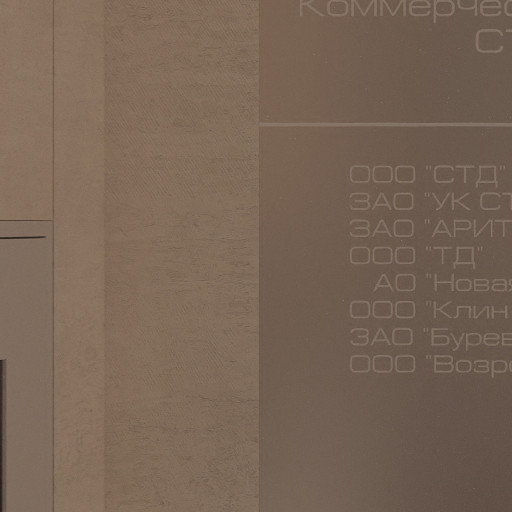 Коммерчес
СТ
ООО "СТД"
ЗАО "УК СТ
ЗАО "АРИТ
ООО "ТД"
АО "Новая
ООО "Клин
ЗАО "Бурев
ООО "Возро